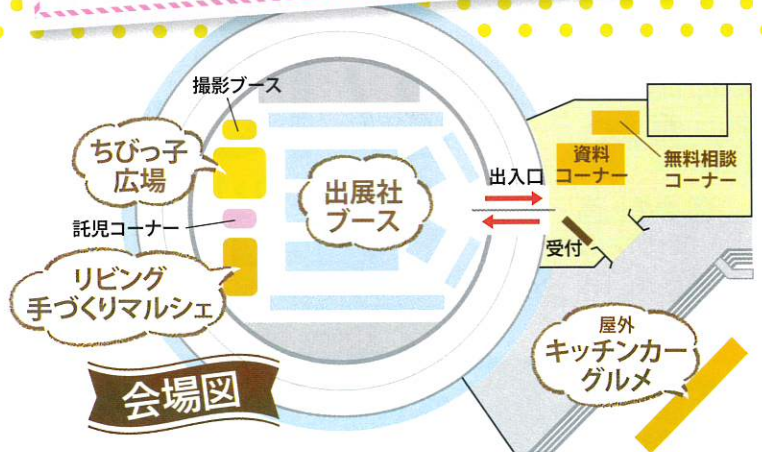 撮影ブース
ちびっ子
広場
託児コーナー
リビング
手づくりマルシェ
会場図
出展社
ブース
出入口
資料
コーナー
無料相談
コーナー
受付
屋外
キッチンカー
グルメ